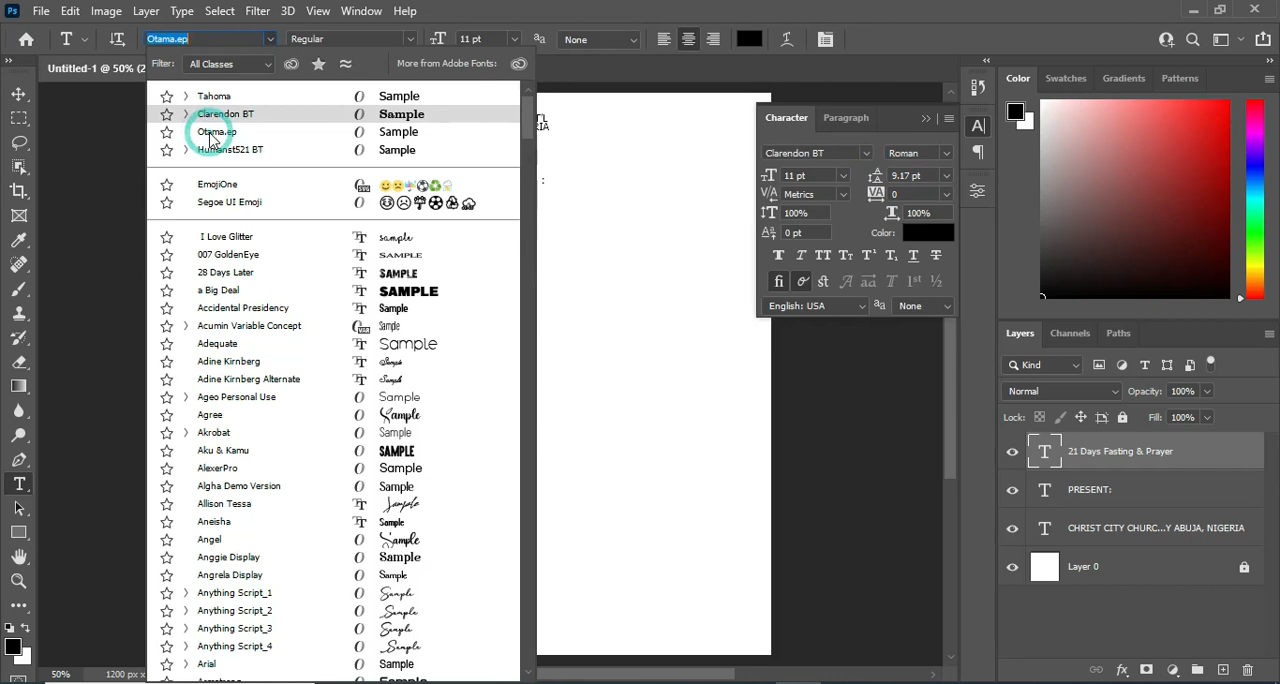 Ps File Edit Image Layer Type Select Filter 3D View Window Help
T Otama.ep Regular 11 pt None
Untitled-1 @ 50% (2
Filter: All Classes More from Adobe Fonts:
Tahoma Sample
Clarendon BT Sample
Otama.ep Sample
Humanst521 BT Sample
EmojiOne
Segoe UI Emoji
I Love Glitter sample
007 GoldenEye SAMPLE
28 Days Later SAMPLE
a Big Deal SAMPLE
Accidental Presidency Sample
Acumin Variable Concept Sample
Adequate Sample
Adine Kirnberg Sample
Adine Kirnberg Alternate Sample
Ageo Personal Use Sample
Agree Sample
Akrobat Sample
Aku & Kamu SAMPLE
AlexerPro Sample
Algha Demo Version Sample
Allison Tessa Sample
Aneisha Sample
Angel Sample
Anggie Display Sample
Angrela Display Sample
Anything Script_1 Sample
Anything Script_2 Sample
Anything Script_3 Sample
Anything Script_4 Sample
Arial Sample
50% 1200 px
Character Paragraph
Clarendon BT Roman
11 pt 9.17 pt
Metrics 0
100% 100%
0 pt Color:
English: USA None
Color Swatches Gradients Patterns
Layers Channels Paths
Kind
Normal Opacity: 100%
Lock: Fill: 100%
21 Days Fasting & Prayer
PRESENT:
CHRIST CITY CHURC...Y ABUJA, NIGERIA
Layer 0